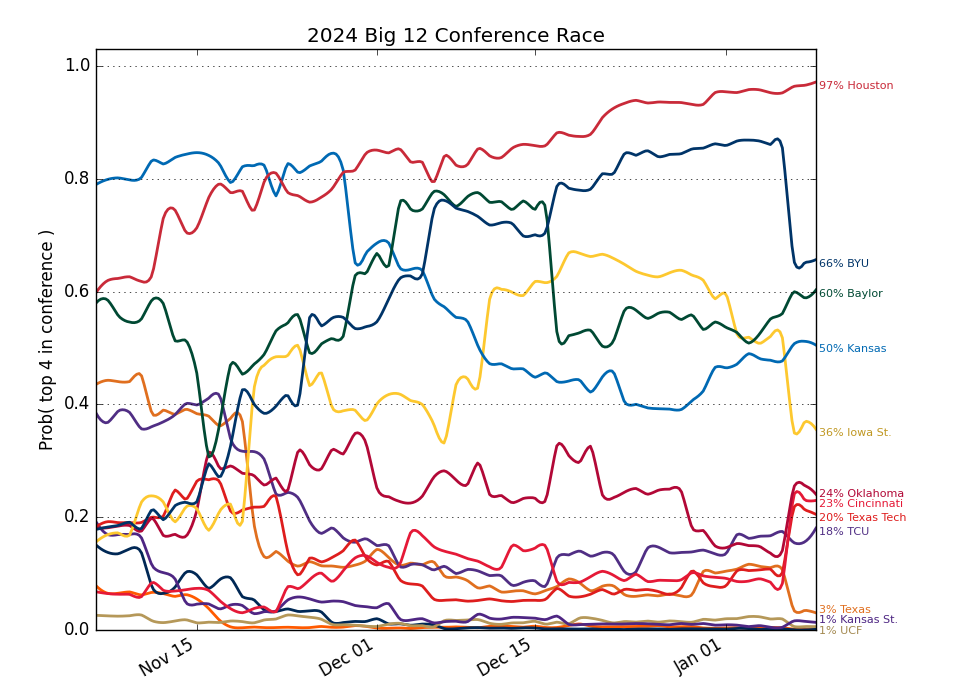 2024 Big 12 Conference Race
Prob( top 4 in conference )
1.0
0.8
0.6
0.4
0.2
0.0
Nov 15
Dec 01
Dec 15
Jan 01
97% Houston
66% BYU
60% Baylor
50% Kansas
36% Iowa St.
24% Oklahoma
23% Cincinnati
20% Texas Tech
18% TCU
3% Texas
1% Kansas St.
1% UCF